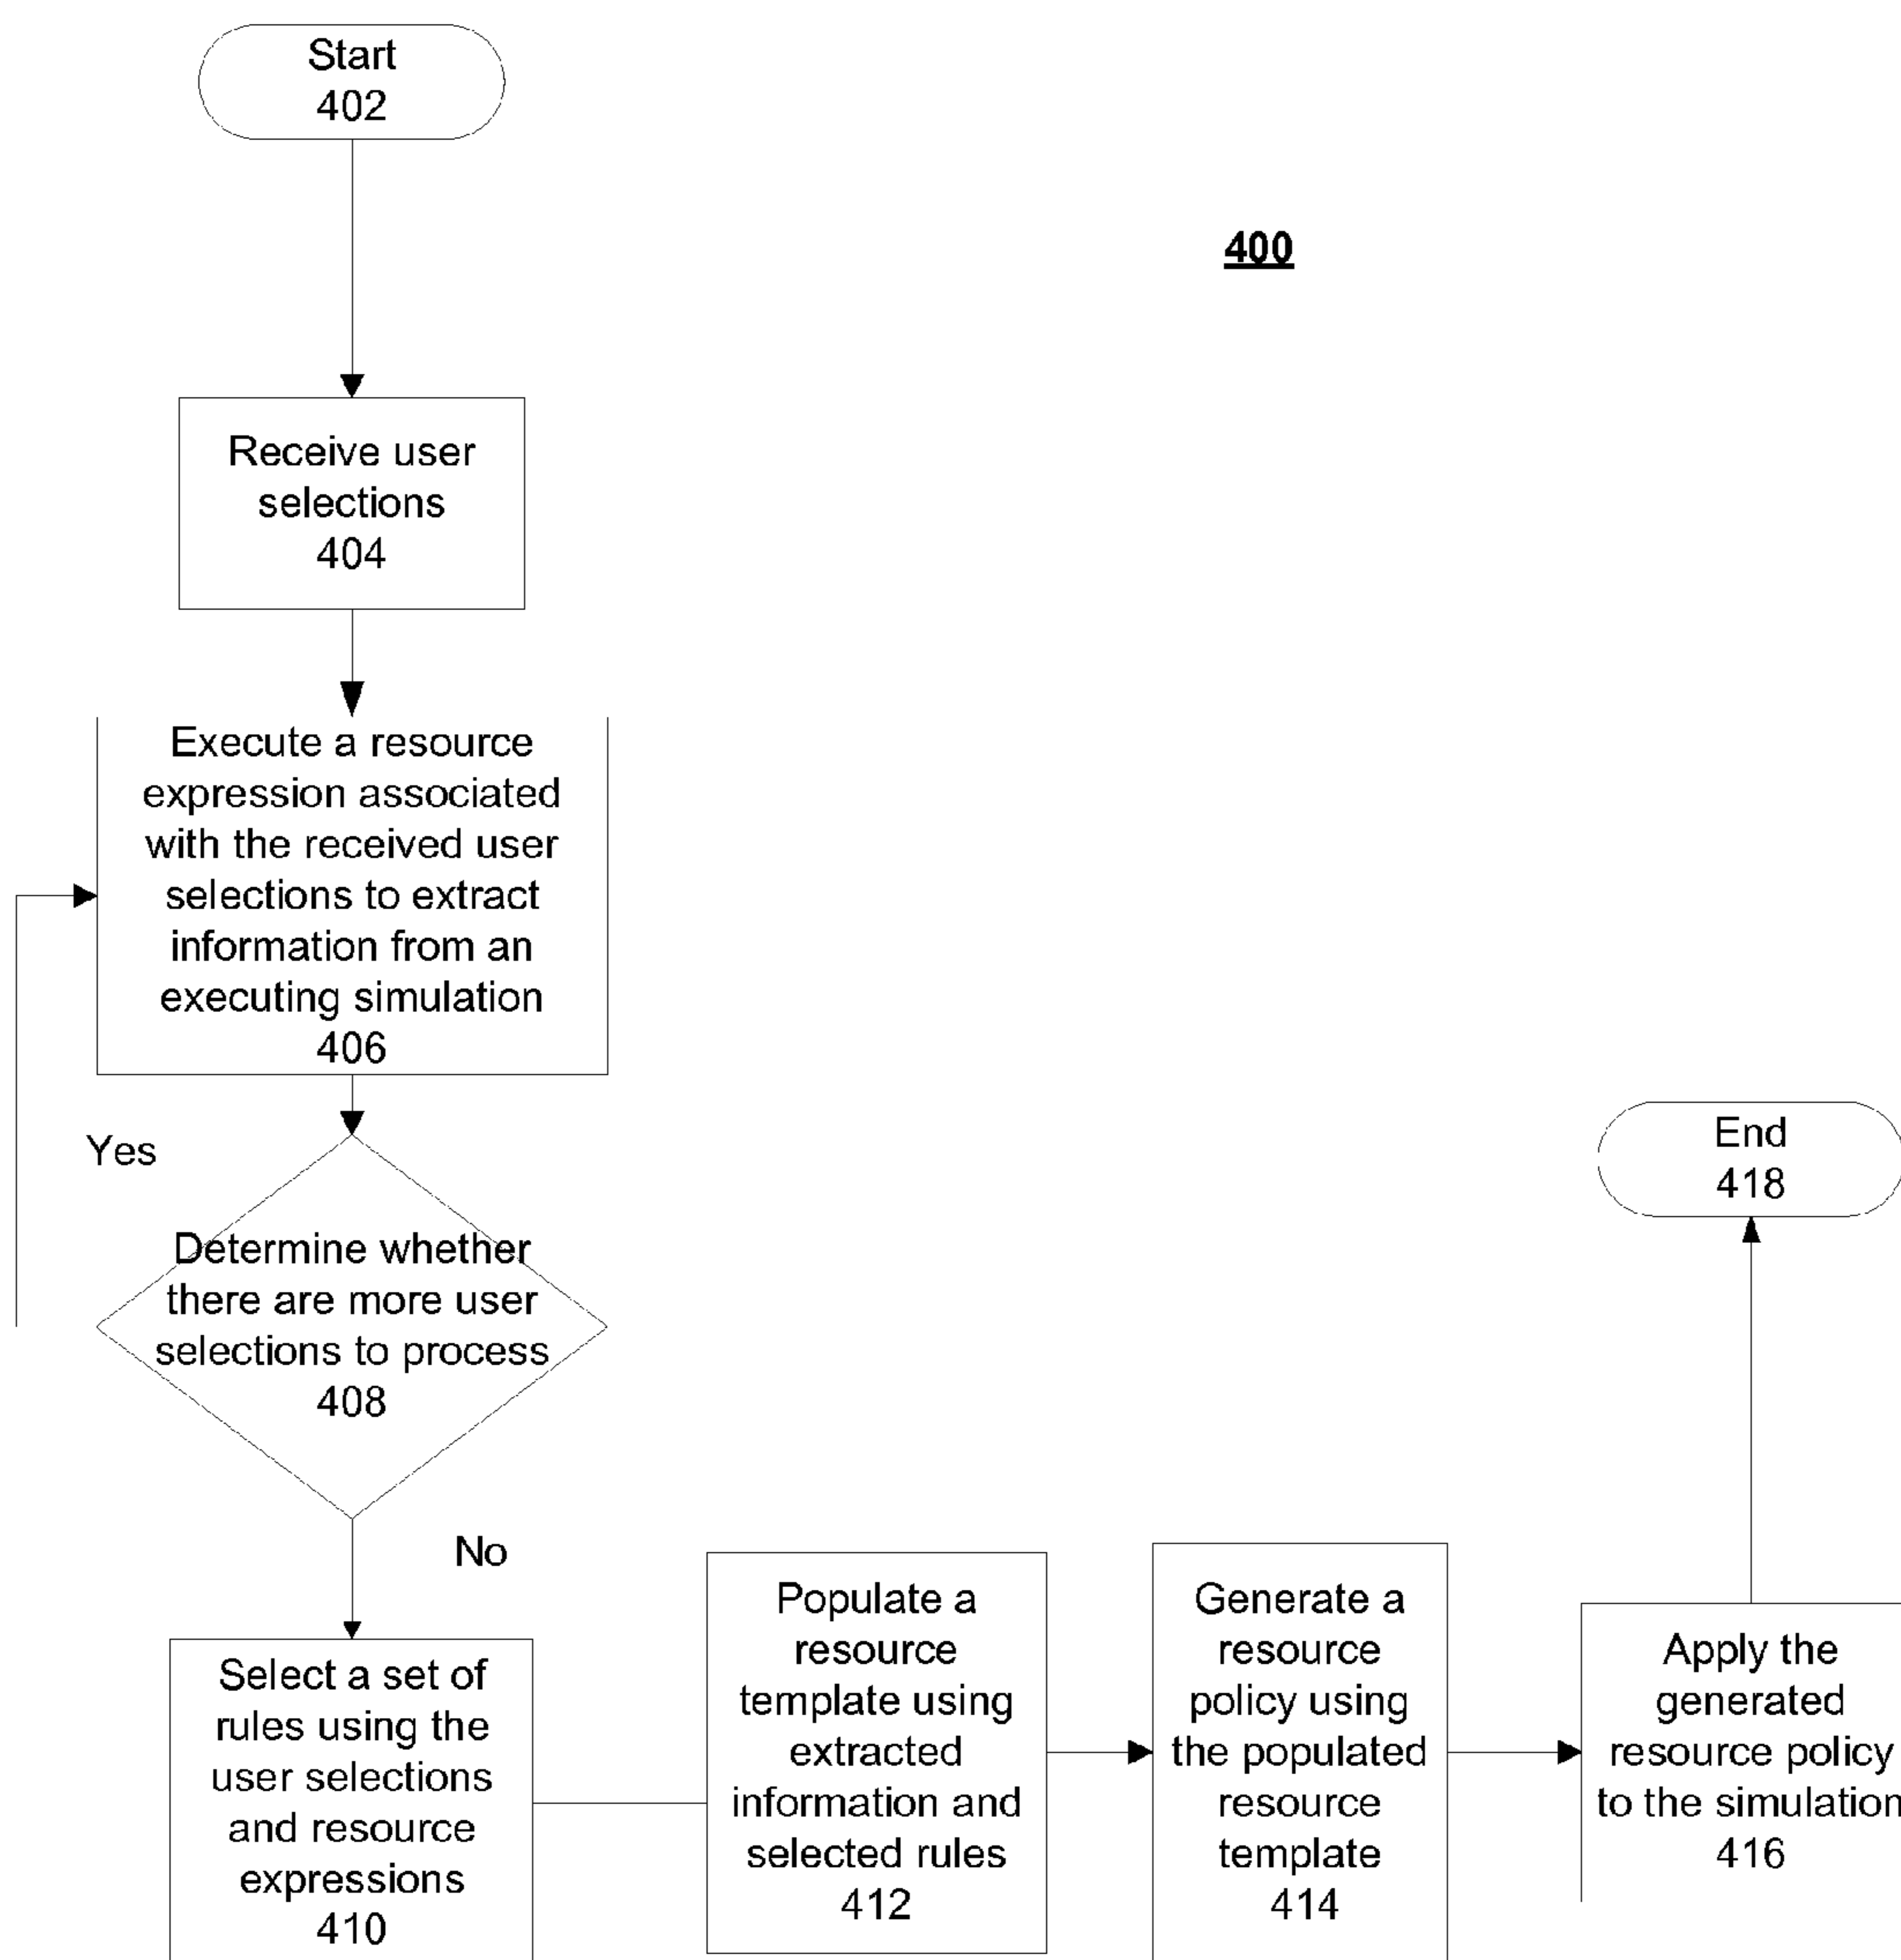 Start
402
400
Receive user
selections
404
Execute a resource
expression associated
with the received user
selections to extract
information from an
executing simulation
406
Yes
Determine whether
there are more user
selections to process
408
No
Select a set of
rules using the
user selections
and resource
expressions
410
Populate a
resource
template using
extracted
information and
selected rules
412
Generate a
resource
policy using
the populated
resource
template
414
Apply the
generated
resource policy
to the simulation
416
End
418